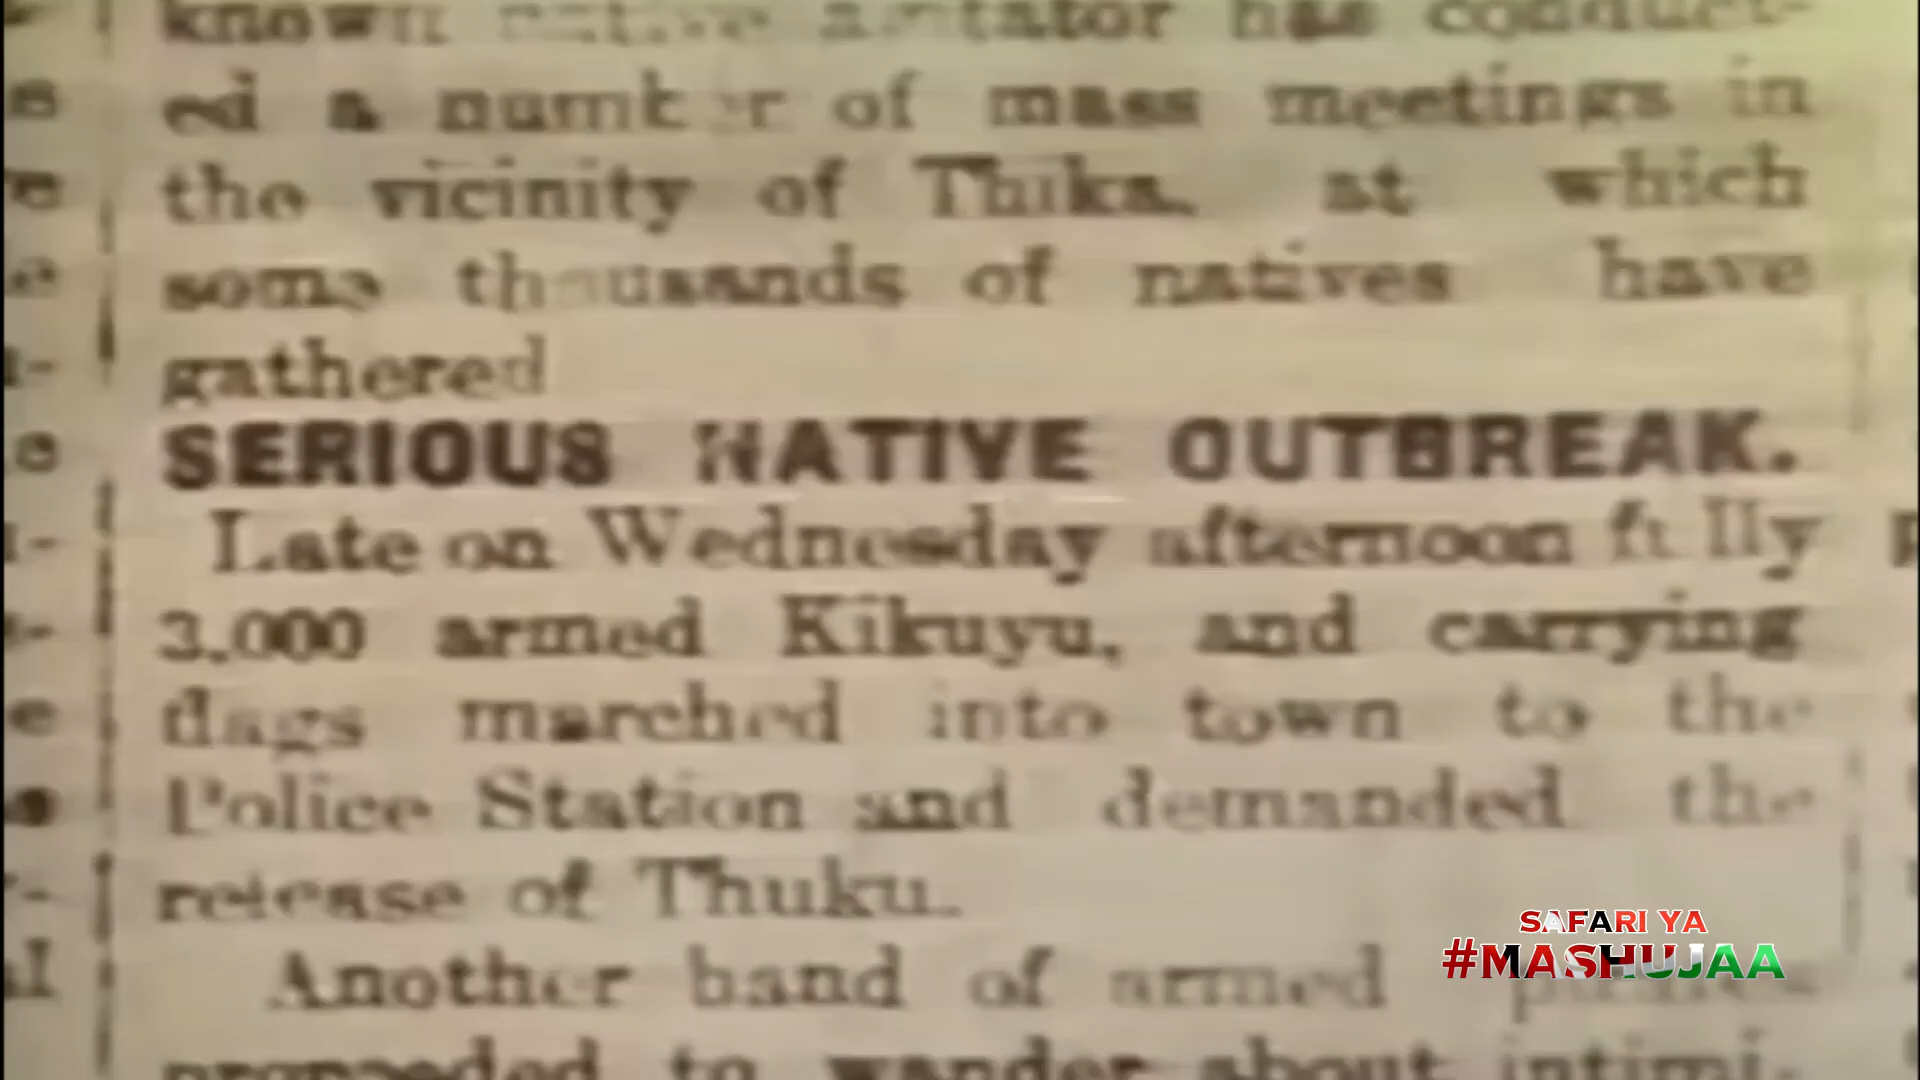 known native agitator has conduct-
ed a number of mass meetings in
the vicinity of Thika, at which
some thousands of natives have
gathered
SERIOUS NATIVE OUTBREAK.
Late on Wednesday afternoon fully
3,000 armed Kikuyu, and carrying
flags marched into town to the
Police Station and demanded the
release of Thuku.
Another band of armed
proceeded to wander about intimi-
SAFARI YA
#MASHUJAA